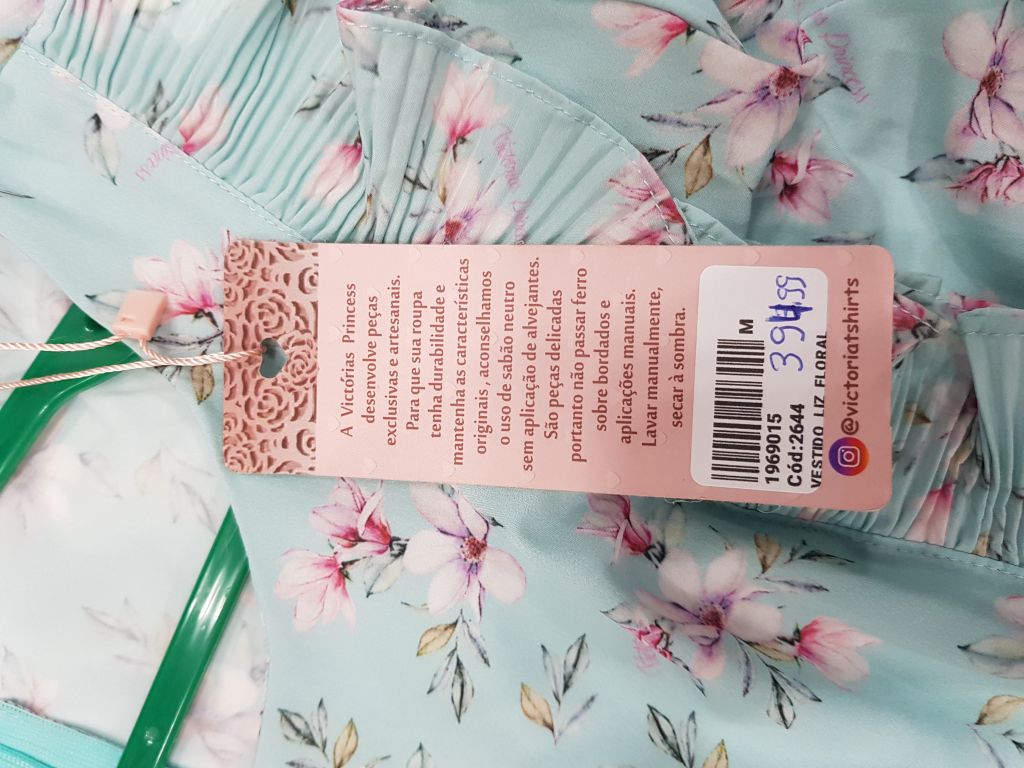 A Victórias Princess
desenvolve peças
exclusivas e artesanais.
Para que sua roupa
tenha durabilidade e
mantenha as características
originais , aconselhamos
o uso de sabão neutro
sem aplicação de alvejantes.
São peças delicadas
portanto não passar ferro
sobre bordados e
aplicações manuais.
Lavar manualmente,
secar à sombra.
M
1969015
Cód:2644
VESTIDO LIZ FLORAL
@victoriatshirts